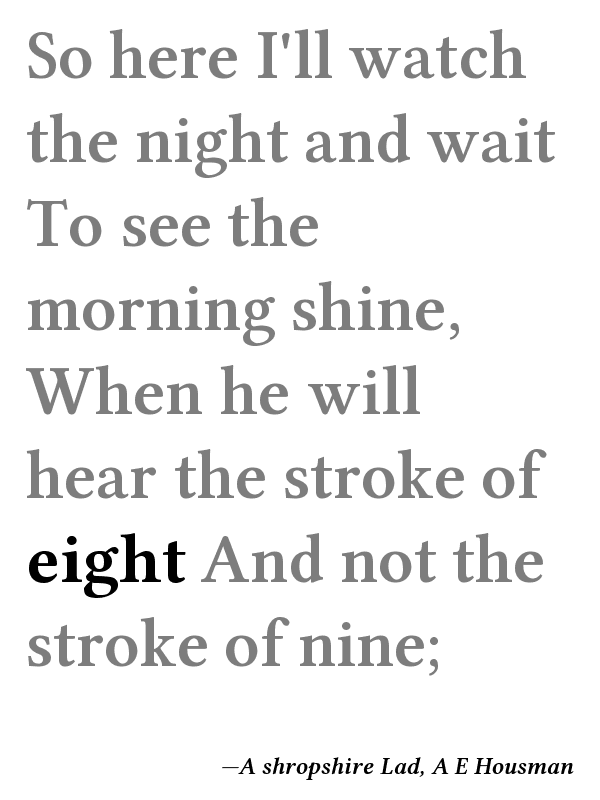 So here I'll watch
the night and wait
To see the
morning shine,
When he will
hear the stroke of
eight And not the
stroke of nine;
—A shropshire Lad, A E Housman